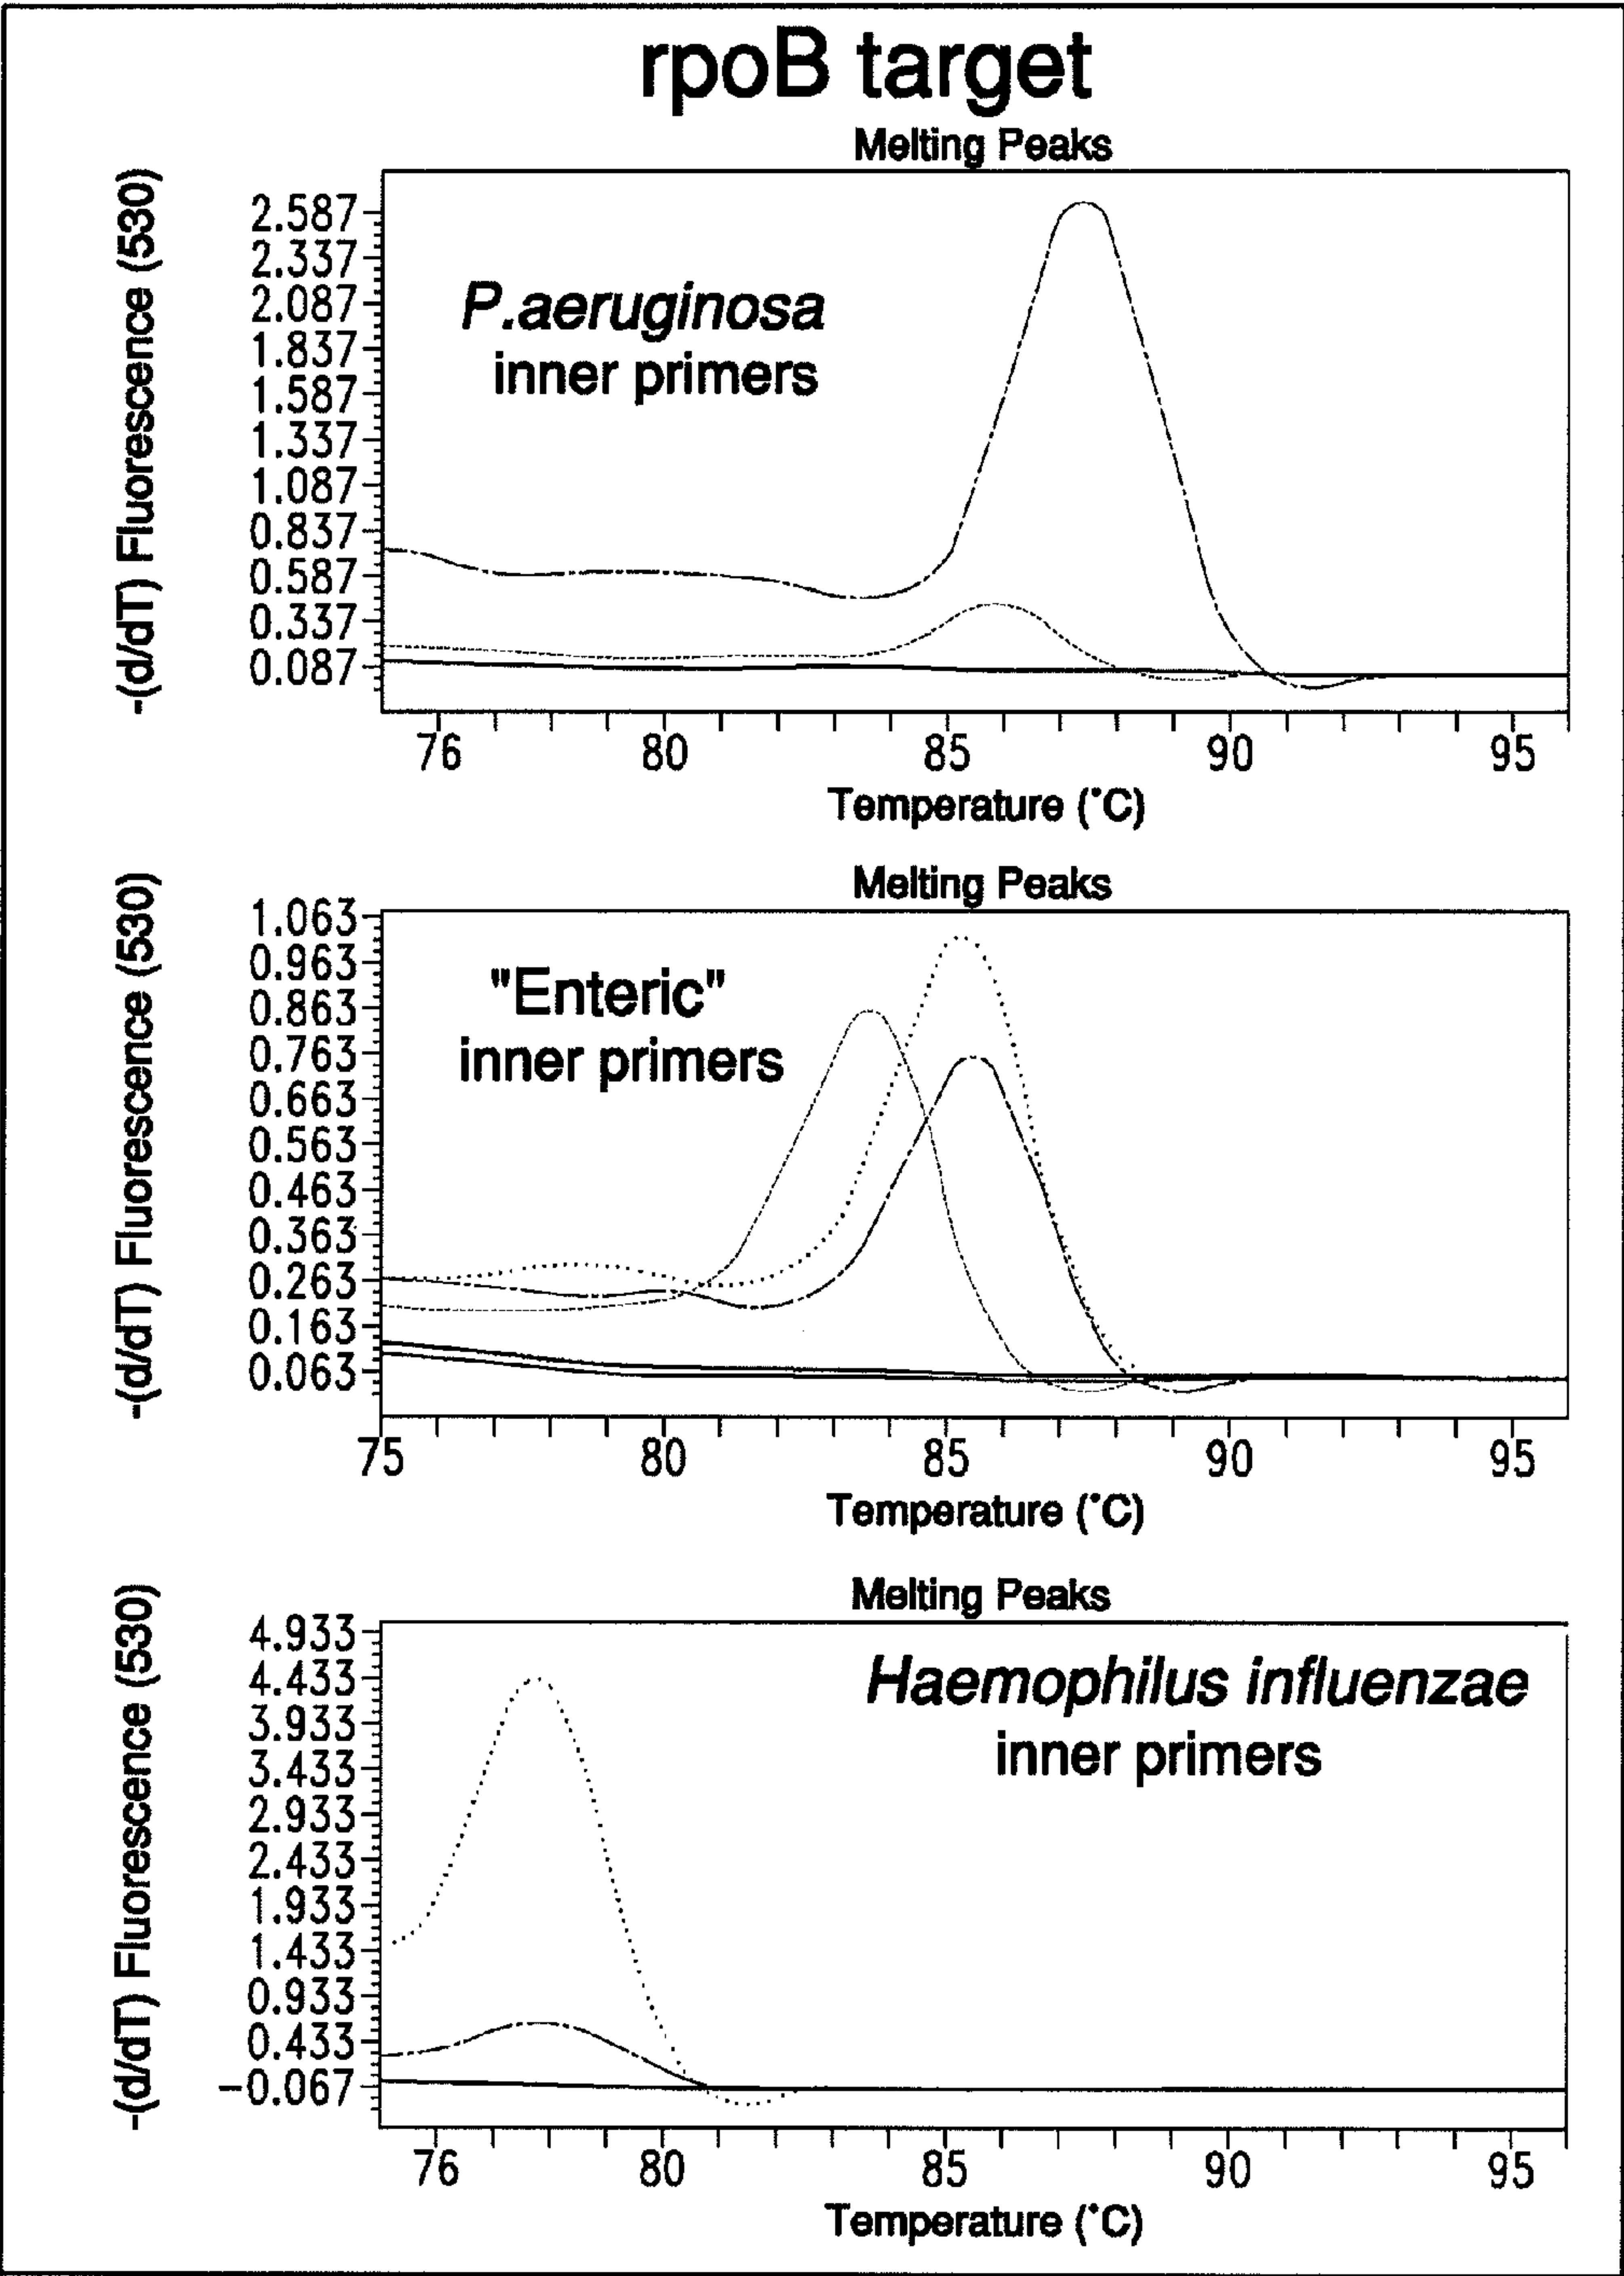 rpoB target
Melting Peaks
-(d/dT) Fluorescence (530)
2.587
2.337
2.087
1.837
1.587
1.337
1.087
0.837
0.587
0.337
0.087
P.aeruginosa
inner primers
76 80 85 90 95
Temperature (°C)
Melting Peaks
-(d/dT) Fluorescence (530)
1.063
0.963
0.863
0.763
0.663
0.563
0.463
0.363
0.263
0.163
0.063
"Enteric"
inner primers
75 80 85 90 95
Temperature (°C)
Melting Peaks
-(d/dT) Fluorescence (530)
4.933
4.433
3.933
3.433
2.933
2.433
1.933
1.433
0.933
0.433
-0.067
Haemophilus influenzae
inner primers
76 80 85 90 95
Temperature (°C)